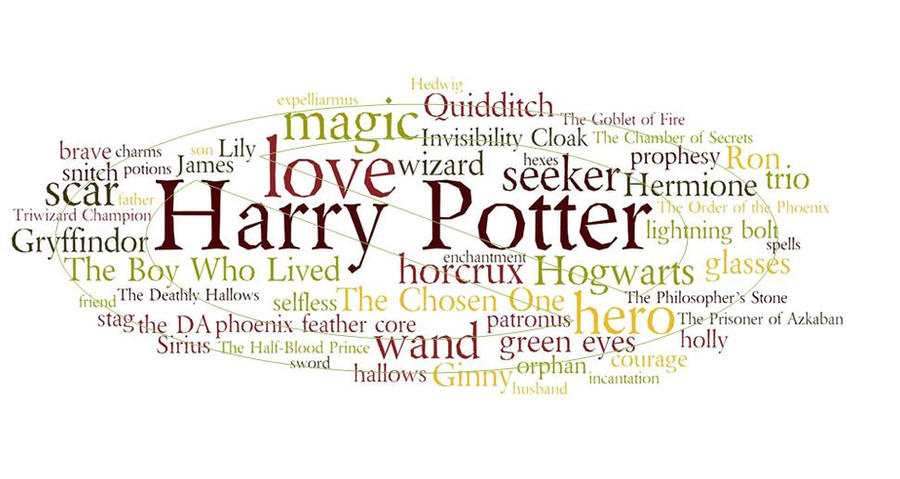 Hedwig
expelliarmus
Quidditch
magic
The Goblet of Fire
Invisibility Cloak
The Chamber of Secrets
brave
charms
son
Lily
love
wizard
hexes
prophesy
Ron
snitch
potions
James
seeker
Hermione
trio
scar
father
Harry Potter
The Order of the Phoenix
Triwizard Champion
lightning bolt
Gryffindor
spells
enchantment
The Boy Who Lived
horcrux
Hogwarts
glasses
friend
The Deathly Hallows
selfless
The Chosen One
The Philosopher's Stone
hero
stag
the DA
phoenix feather core
patronus
The Prisoner of Azkaban
Sirius
The Half-Blood Prince
wand
green eyes
holly
sword
orphan
courage
hallows
Ginny
incantation
husband